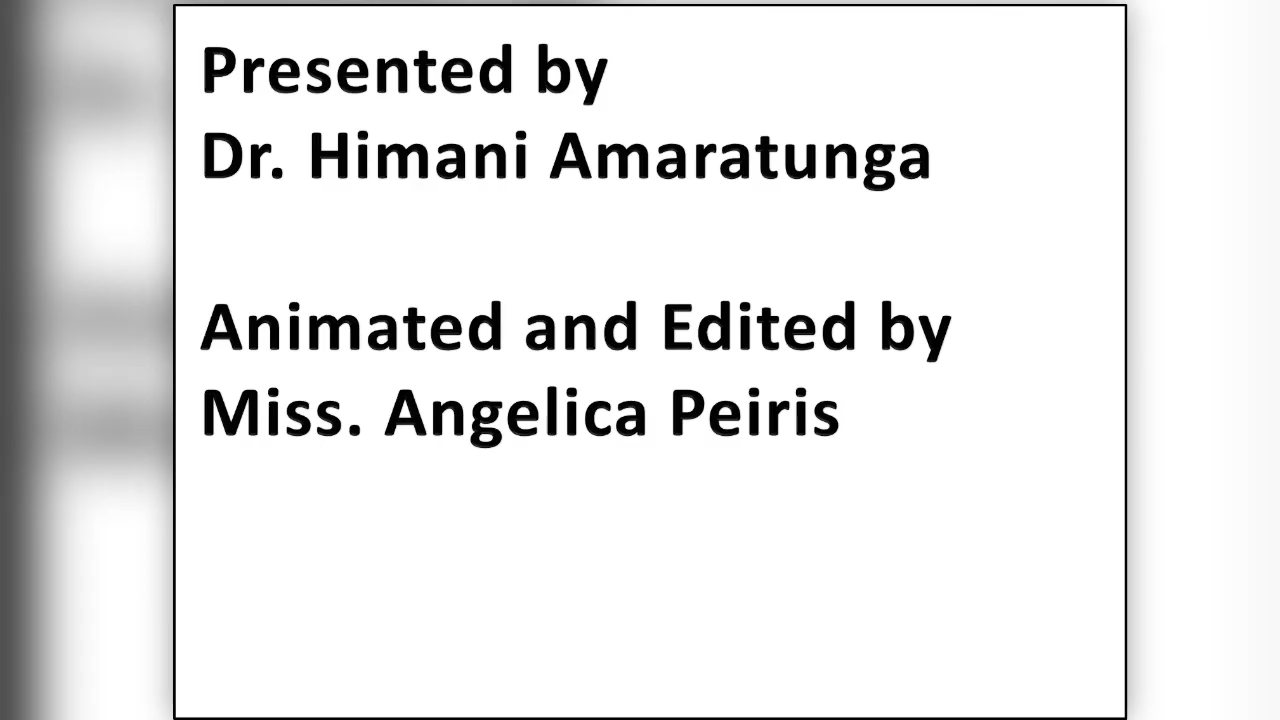 Presented by
Dr. Himani Amaratunga
Animated and Edited by
Miss. Angelica Peiris